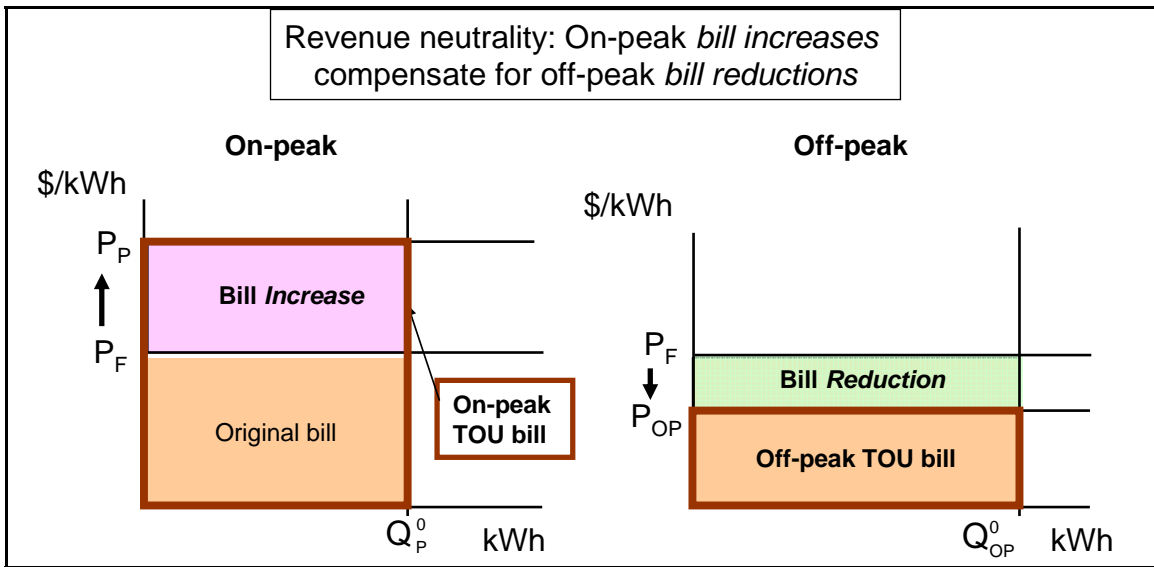 Revenue neutrality: On-peak bill increases
compensate for off-peak bill reductions
On-peak
$/kWh
P_P
Bill Increase
P_F
Original bill
On-peak
TOU bill
Q_P^0
kWh
Off-peak
$/kWh
P_F
Bill Reduction
P_OP
Off-peak TOU bill
Q_OP^0
kWh